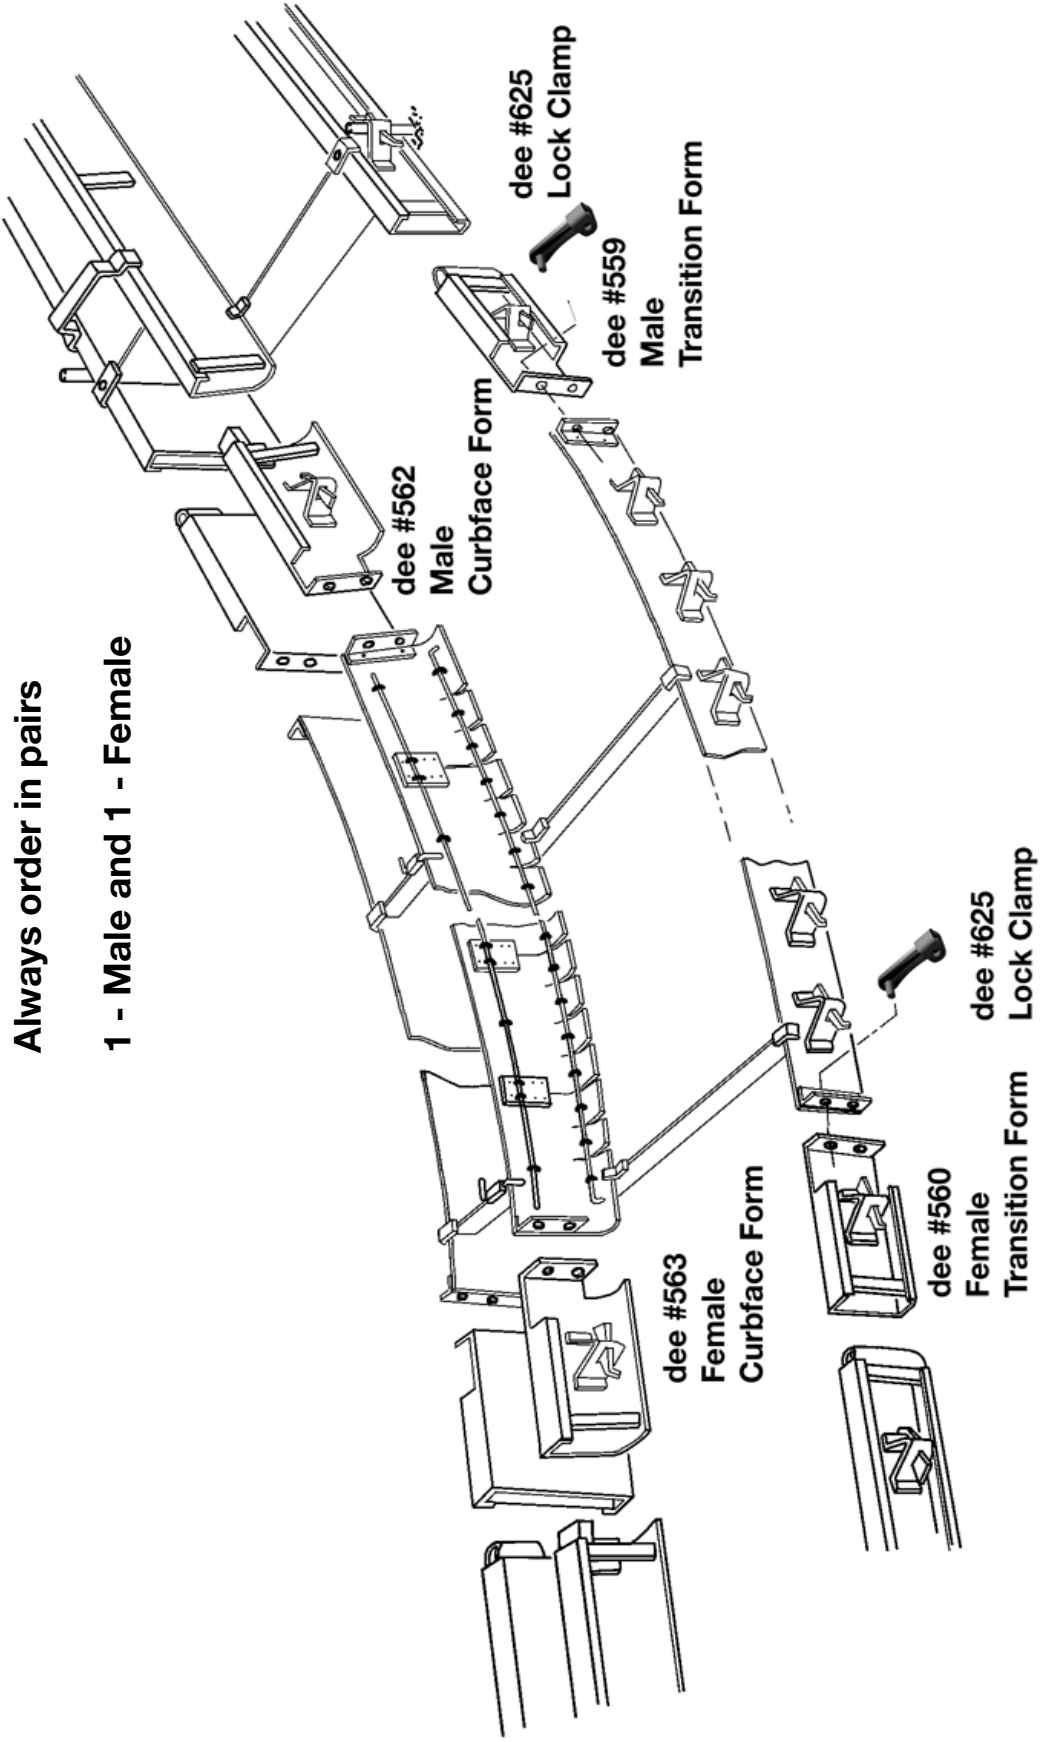 Always order in pairs
1 - Male and 1 - Female
dee #563
Female
Curbface Form
dee #562
Male
Curbface Form
dee #560
Female
Transition Form
dee #625
Lock Clamp
dee #559
Male
Transition Form
dee #625
Lock Clamp